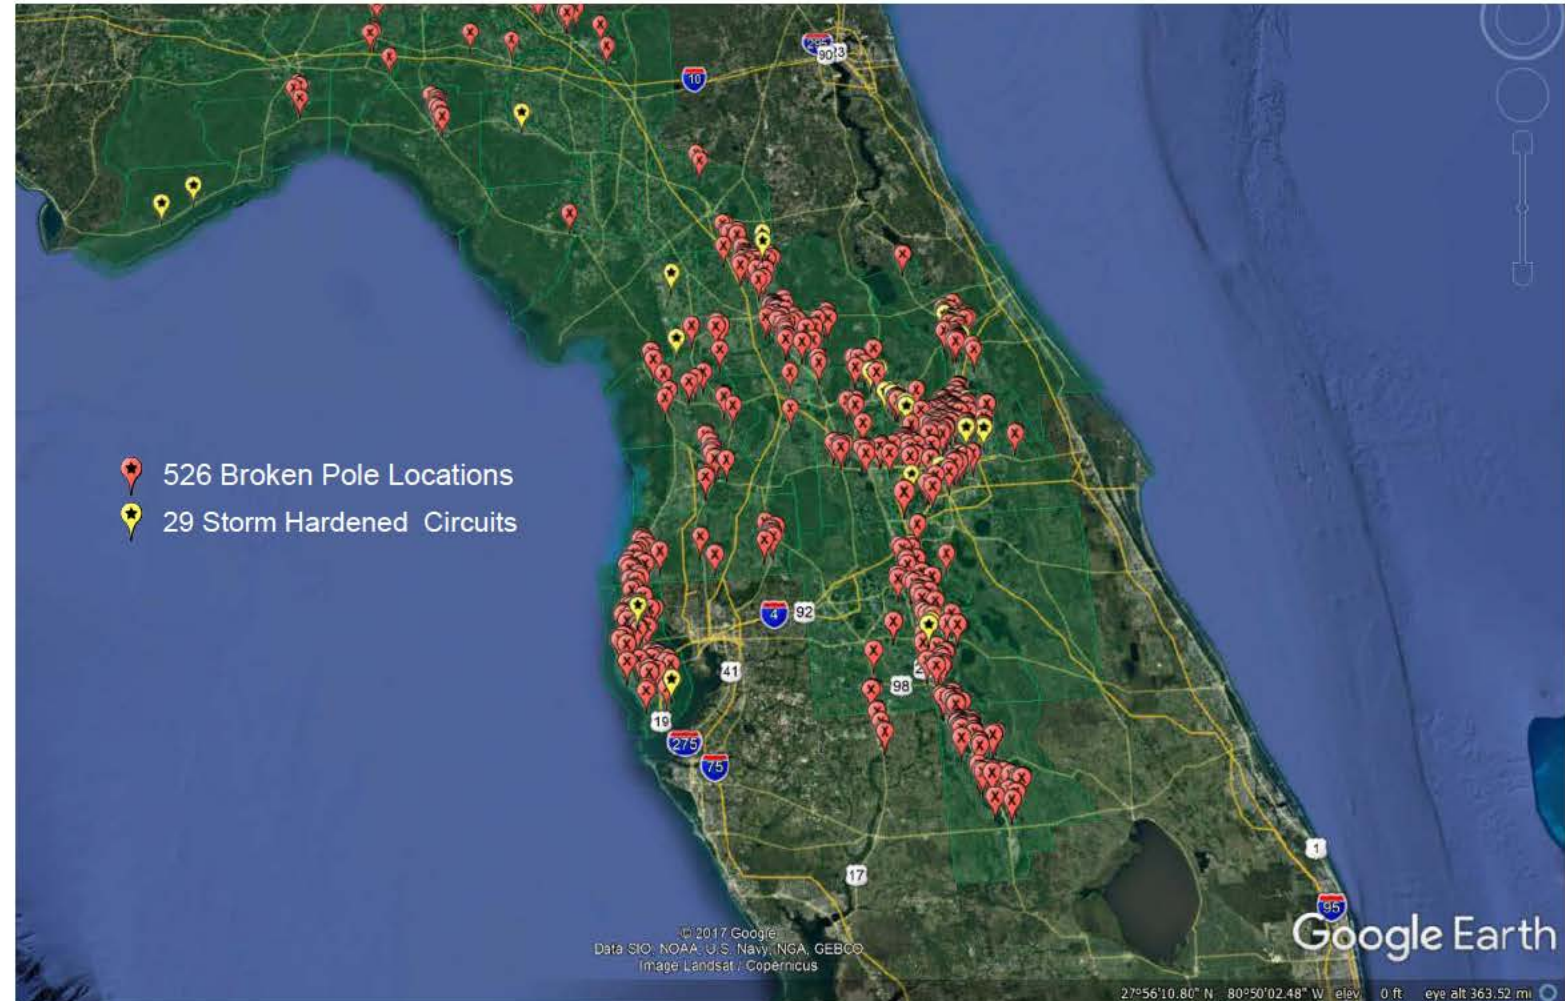 295
90
10
526 Broken Pole Locations
29 Storm Hardened Circuits
4
92
41
98
19
275
75
1
17
95
© 2017 Google
Data SIO, NOAA, U.S. Navy, NGA, GEBCO
Image Landsat / Copernicus
Google Earth
27°56'10.80" N 80°50'02.48" W elev 0 ft eye alt 363.52 mi